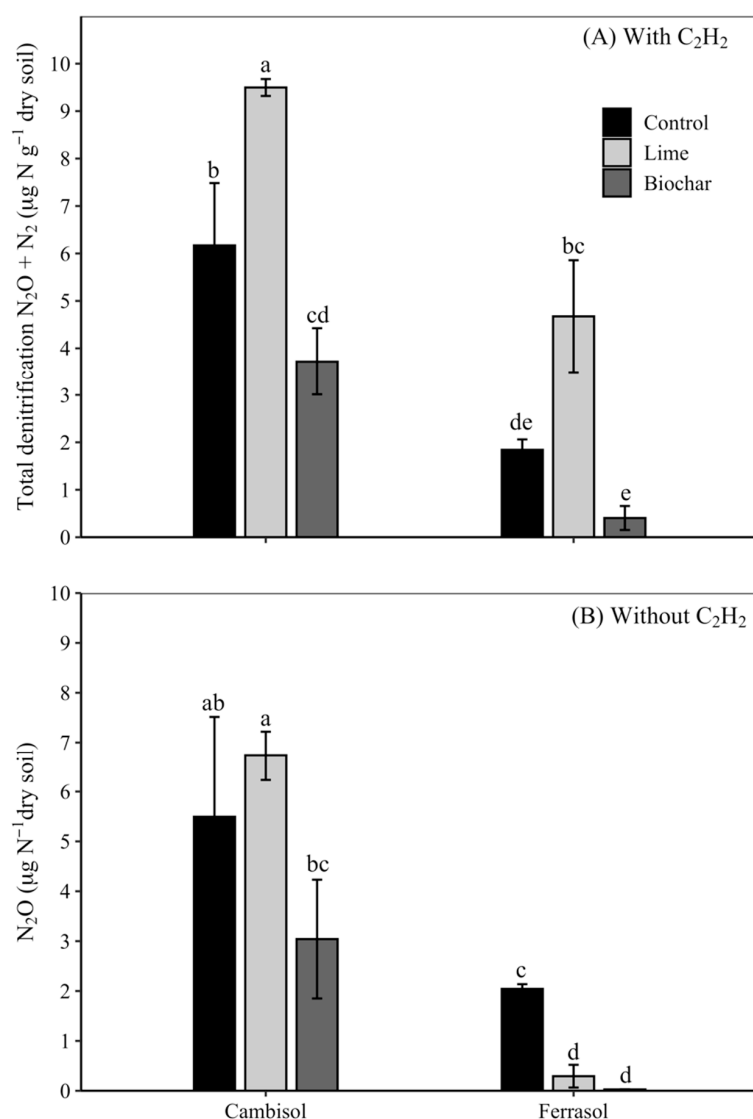 (A) With C₂H₂
Total denitrification N₂O + N₂ (µg N g⁻¹ dry soil)
10
9
8
7
6
5
4
3
2
1
0
a
b
cd
bc
de
e
Control
Lime
Biochar
(B) Without C₂H₂
N₂O (µg N⁻¹dry soil)
10
9
8
7
6
5
4
3
2
1
0
ab
a
bc
c
d
d
Cambisol
Ferrasol